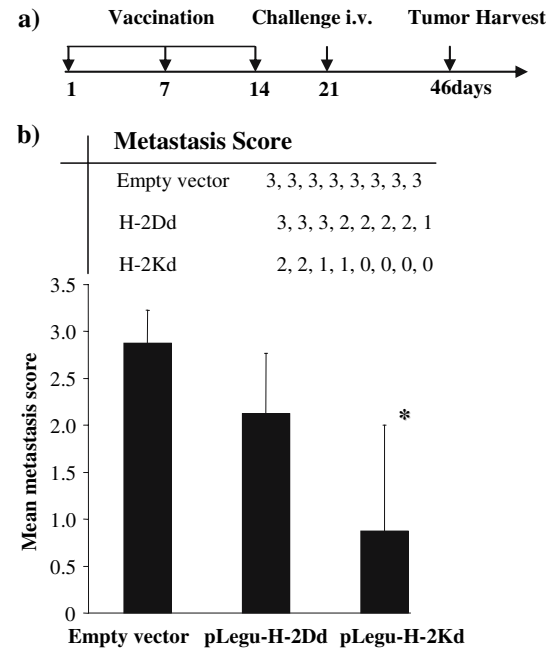 a)
Vaccination Challenge i.v. Tumor Harvest
1 7 14 21 46days
b)
Metastasis Score
Empty vector 3, 3, 3, 3, 3, 3, 3, 3
H-2Dd 3, 3, 3, 2, 2, 2, 2, 1
H-2Kd 2, 2, 1, 1, 0, 0, 0, 0
Mean metastasis score
3.5
3.0
2.5
2.0
1.5
1.0
0.5
0
*
Empty vector pLegu-H-2Dd pLegu-H-2Kd